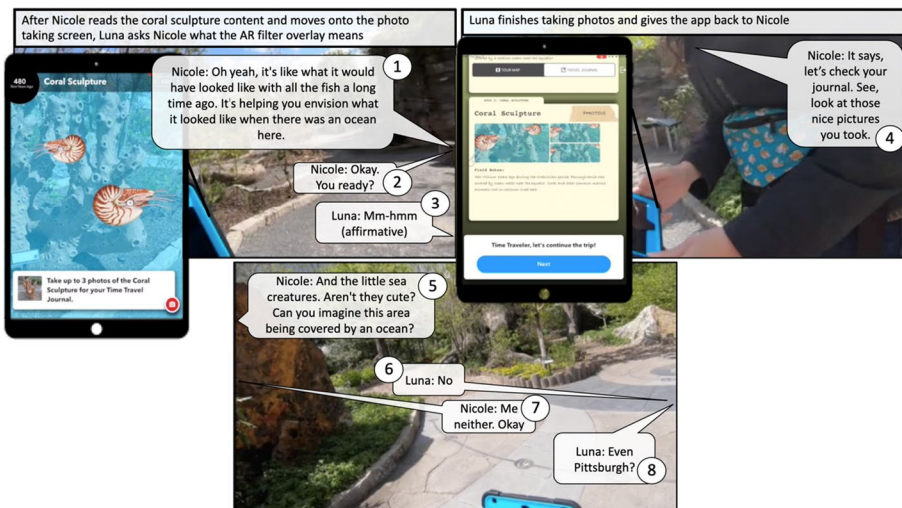 After Nicole reads the coral sculpture content and moves onto the photo
taking screen, Luna asks Nicole what the AR filter overlay means
Luna finishes taking photos and gives the app back to Nicole
480
Coral Sculpture
Take up to 3 photos of the Coral
Sculpture for your Time Travel
Journal.
Nicole: Oh yeah, it's like what it would
have looked like with all the fish a long
time ago. It's helping you envision what
it looked like when there was an ocean
here.
1
Nicole: Okay.
You ready?
2
3
Luna: Mm-hmm
(affirmative)
TOUR MAP
TRAVEL JOURNAL
Coral Sculpture
PHOTOS
Field Notes:
Time Traveler, let's continue the trip!
Next
Nicole: It says,
let's check your
journal. See,
look at those
nice pictures
you took.
4
Nicole: And the little sea
creatures. Aren't they cute?
Can you imagine this area
being covered by an ocean?
5
6
Luna: No
Nicole: Me
neither. Okay
7
Luna: Even
Pittsburgh?
8